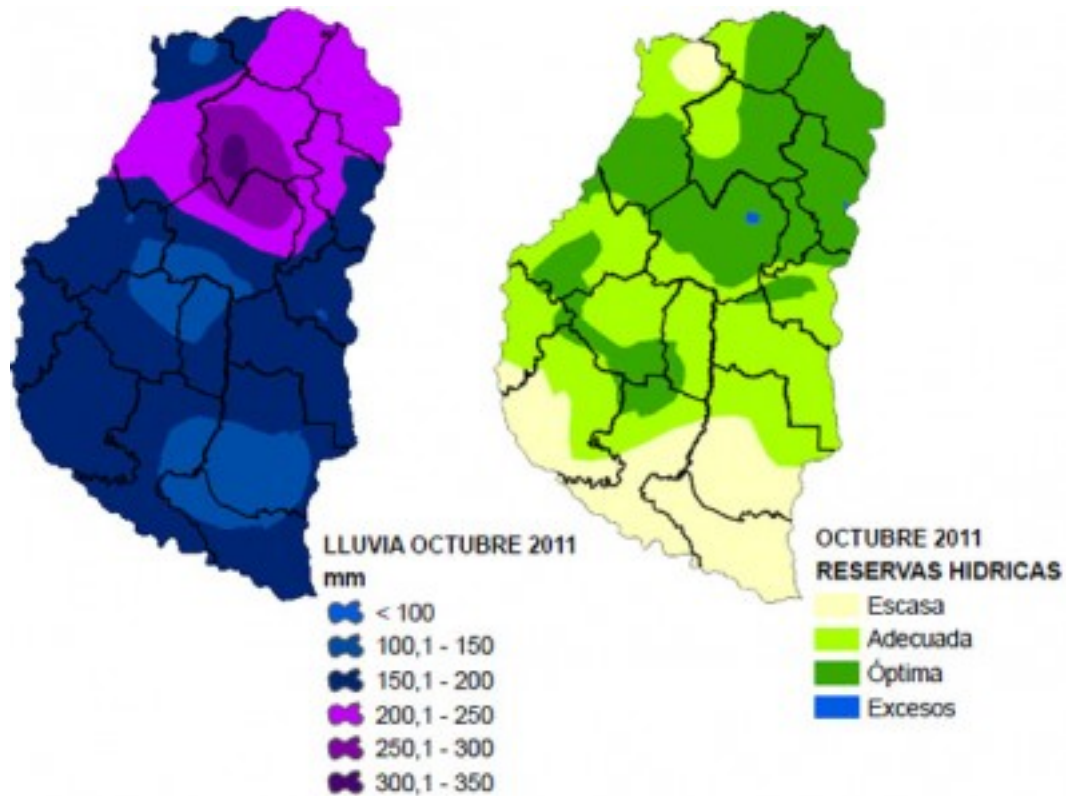 LLUVIA OCTUBRE 2011
mm
< 100
100,1 - 150
150,1 - 200
200,1 - 250
250,1 - 300
300,1 - 350
OCTUBRE 2011
RESERVAS HIDRICAS
Escasa
Adecuada
Óptima
Excesos